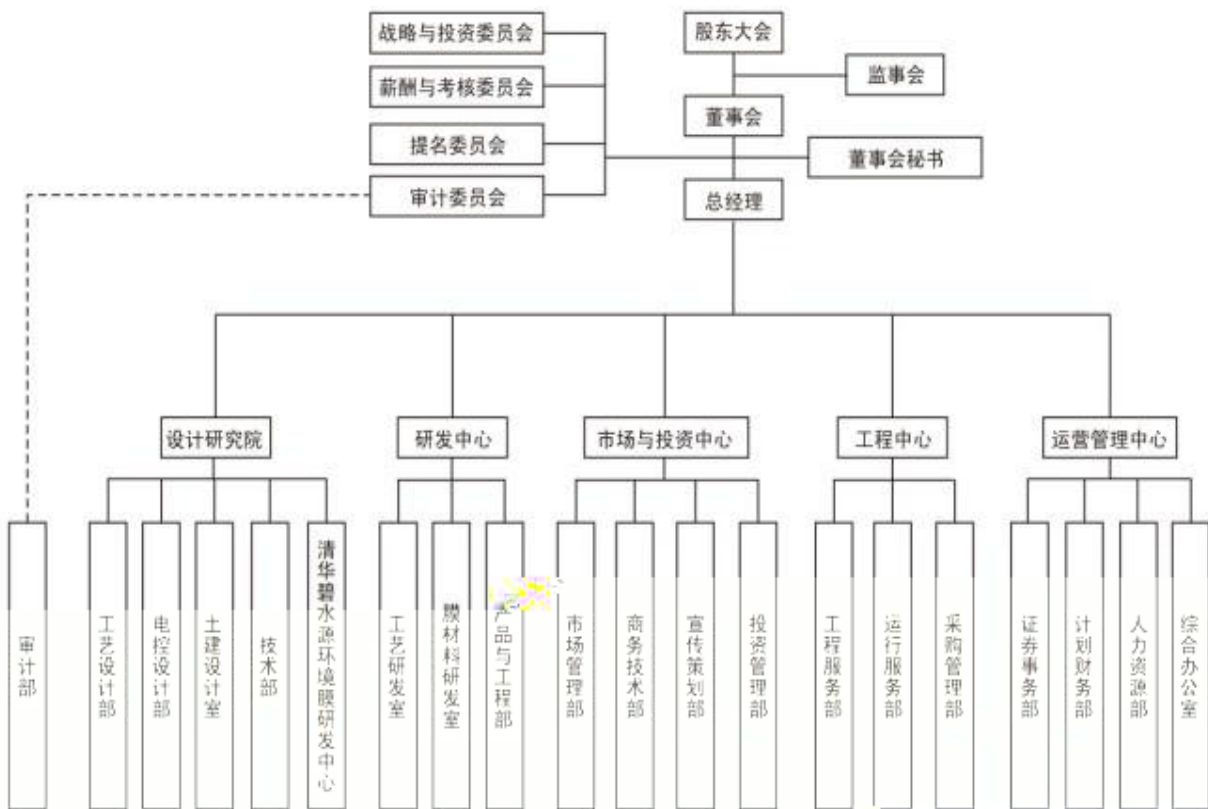 战略与投资委员会
股东大会
监事会
薪酬与考核委员会
董事会
提名委员会
董事会秘书
审计委员会
总经理
设计研究院
研发中心
市场与投资中心
工程中心
运营管理中心
审计部
工艺设计部
电控设计部
土建设计室
技术部
清华碧水源环境膜研发中心
工艺研发室
膜材料研发室
产品与工程部
市场管理部
商务技术部
宣传策划部
投资管理部
工程服务部
运行服务部
采购管理部
证券事务部
计划财务部
人力资源部
综合办公室